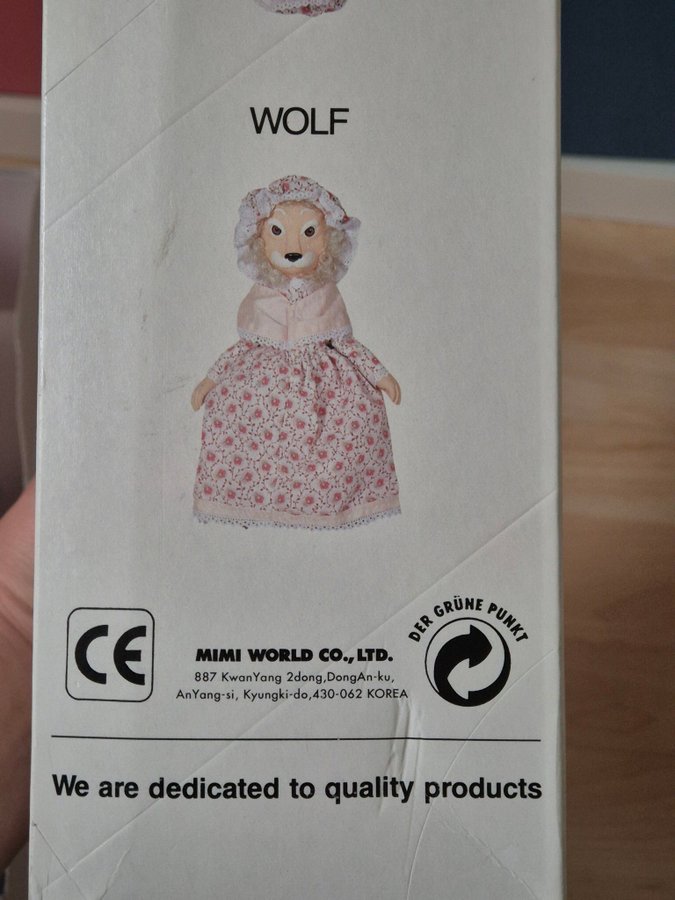 WOLF
CE
MIMI WORLD CO., LTD.
887 KwanYang 2dong,DongAn-ku,
AnYang-si, Kyungki-do,430-062 KOREA
DER GRÜNE PUNKT
We are dedicated to quality products